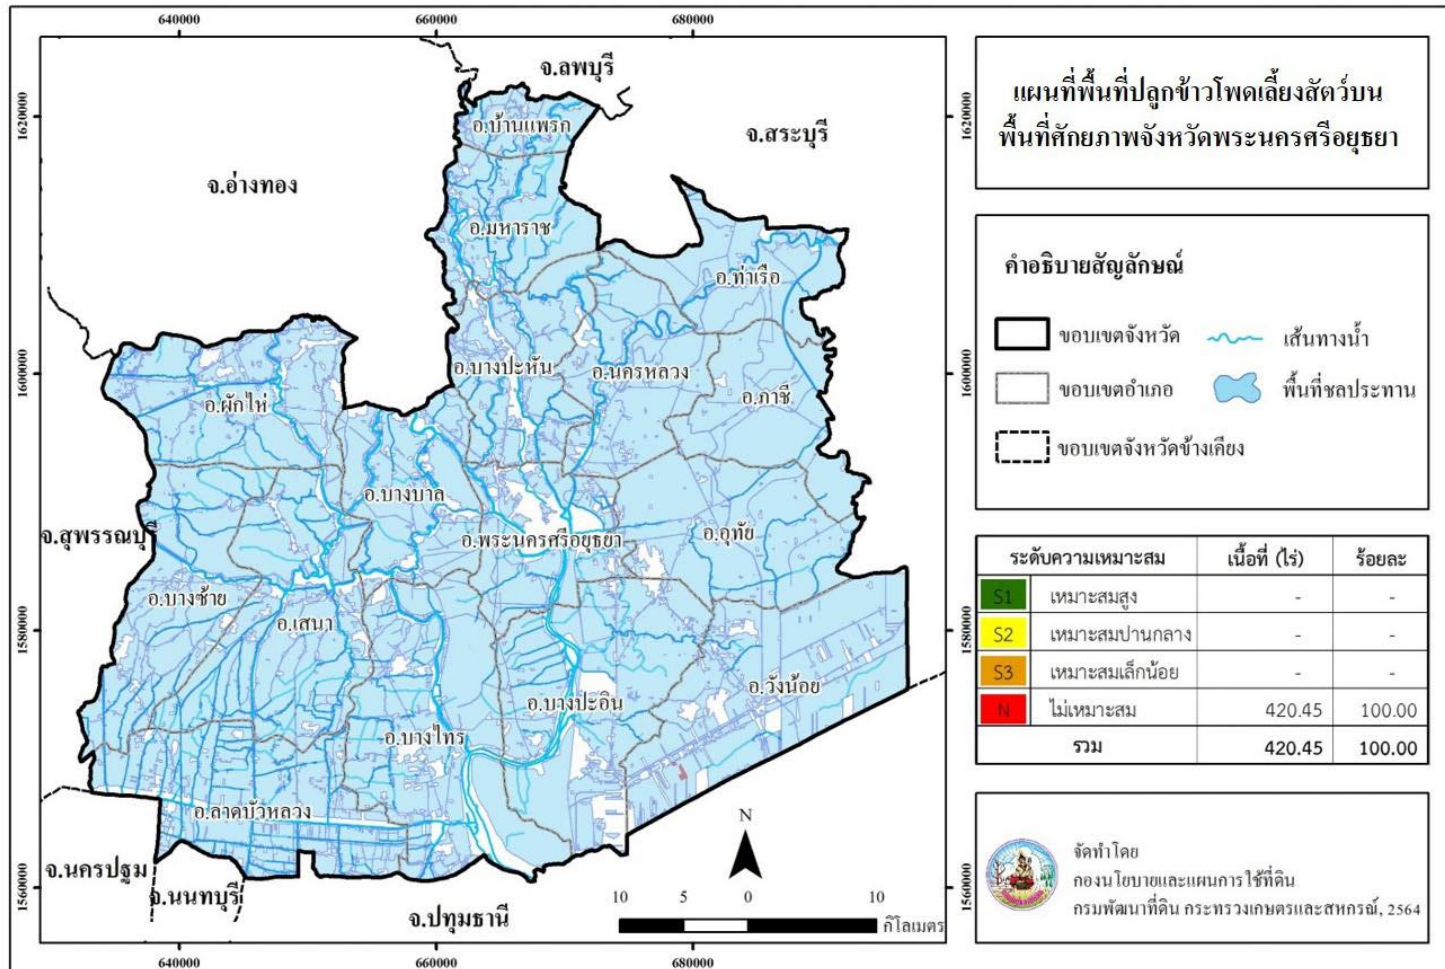 640000 660000 680000
จ.ลพบุรี
1620000 1620000
อ.บ้านแพรก
จ.สระบุรี
จ.อ่างทอง
อ.มหาราช
อ.ท่าเรือ
1600000 1600000
อ.บางปะหัน อ.นครหลวง
อ.ผักไห่ อ.ภาชี
อ.บางบาล
จ.สุพรรณบุรี อ.พระนครศรีอยุธยา อ.อุทัย
อ.บางซ้าย
อ.เสนา
1580000 1580000
อ.วังน้อย
อ.บางปะอิน
อ.บางไทร
อ.ลาดบัวหลวง
N
จ.นครปฐม
จ.นนทบุรี
1560000 1560000
จ.ปทุมธานี
10 5 0 10
กิโลเมตร
640000 660000 680000
แผนที่พื้นที่ปลูกข้าวโพดเลี้ยงสัตว์บน
พื้นที่ศักยภาพจังหวัดพระนครศรีอยุธยา
คำอธิบายสัญลักษณ์
ขอบเขตจังหวัด เส้นทางน้ำ
ขอบเขตอำเภอ พื้นที่ชลประทาน
ขอบเขตจังหวัดข้างเคียง
ระดับความเหมาะสม เนื้อที่ (ไร่) ร้อยละ
S1 เหมาะสมสูง - -
S2 เหมาะสมปานกลาง - -
S3 เหมาะสมเล็กน้อย - -
N ไม่เหมาะสม 420.45 100.00
รวม 420.45 100.00
จัดทำโดย
กองนโยบายและแผนการใช้ที่ดิน
กรมพัฒนาที่ดิน กระทรวงเกษตรและสหกรณ์, 2564